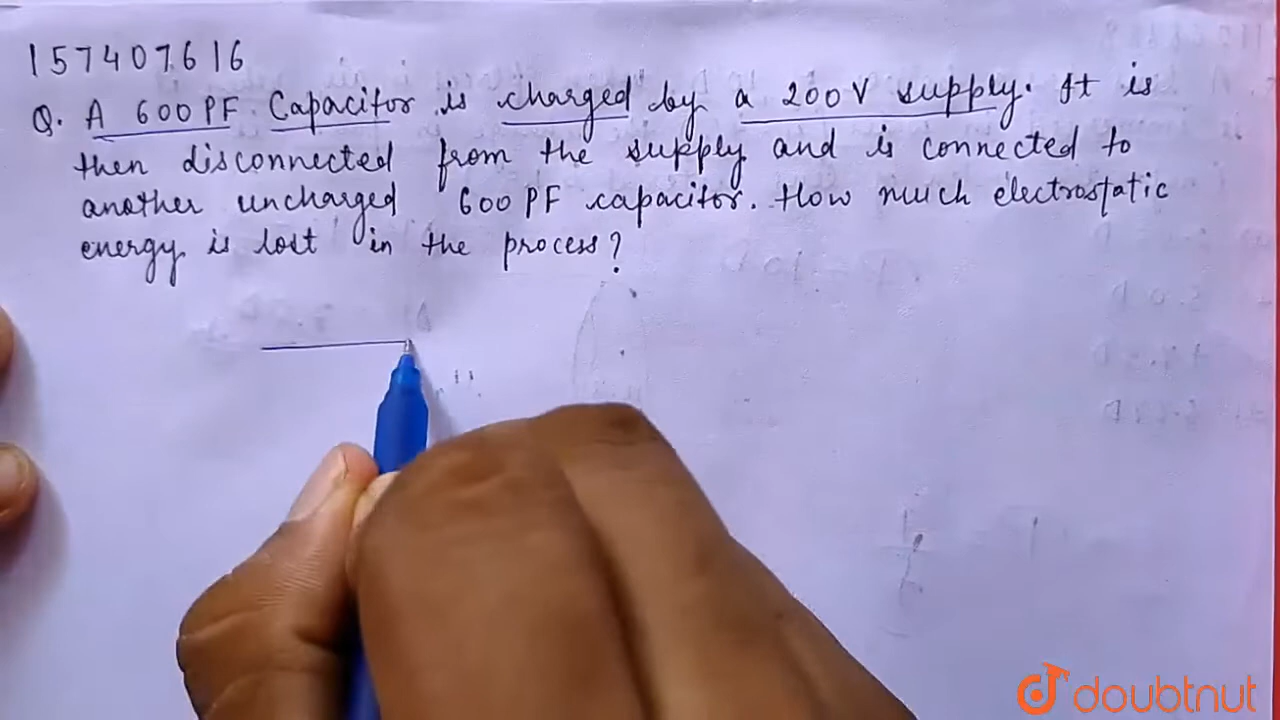 157407616
Q. A 600PF Capacitor is charged by a 200V supply. It is
then disconnected from the supply and is connected to
another uncharged 600PF capacitor. How much electrostatic
energy is lost in the process?
doubtnut